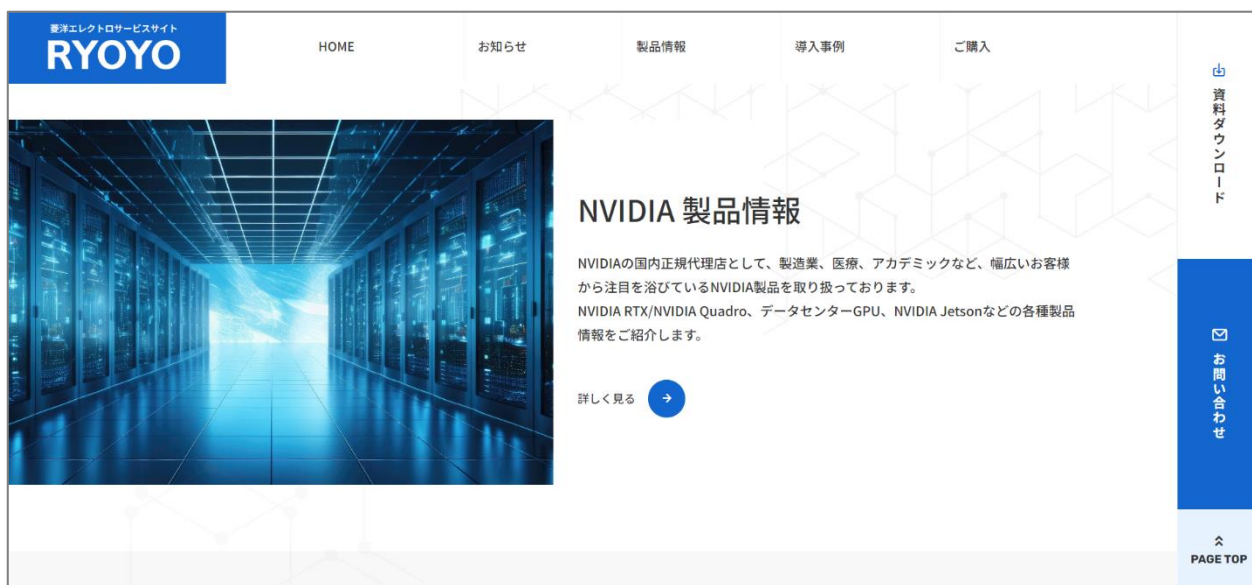 菱洋エレクトロサービスサイト
RYOYO
HOME
お知らせ
製品情報
導入事例
ご購入
資料ダウンロード
NVIDIA 製品情報
NVIDIAの国内正規代理店として、製造業、医療、アカデミックなど、幅広いお客様
から注目を浴びているNVIDIA製品を取り扱っております。
NVIDIA RTX/NVIDIA Quadro、データセンターGPU、NVIDIA Jetsonなどの各種製品
情報をご紹介します。
詳しく見る
お問い合わせ
PAGE TOP